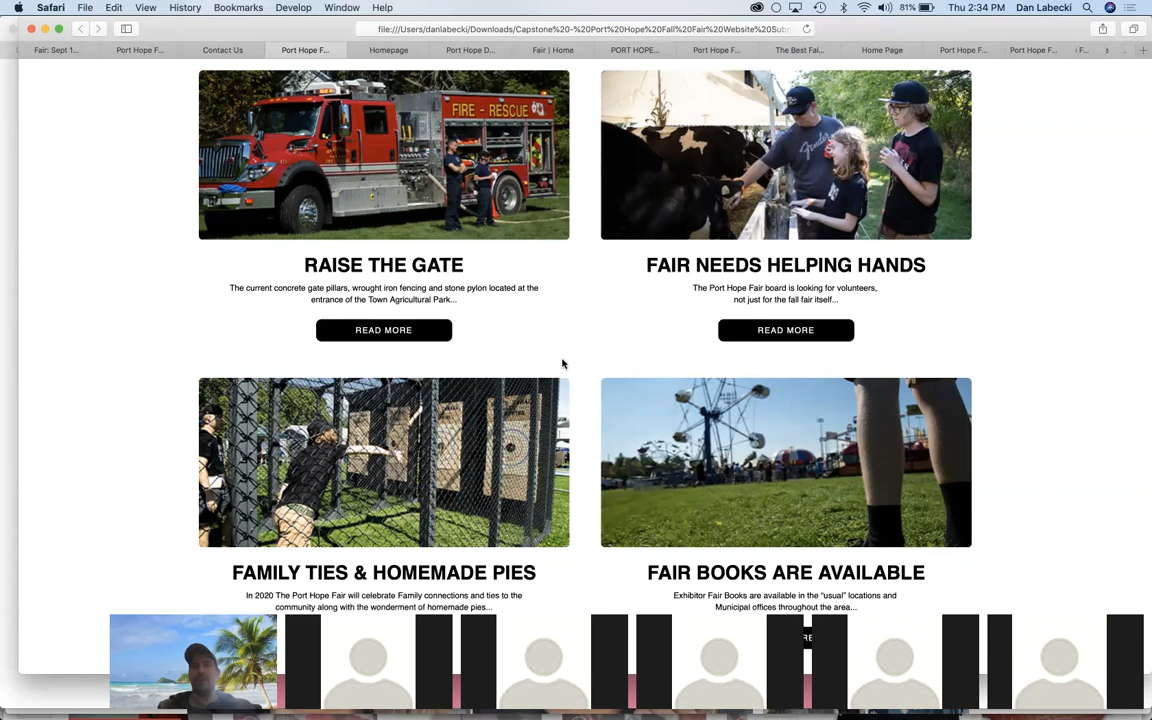 Safari File Edit View History Bookmarks Develop Window Help 81% Thu 2:34 PM Dan Labecki
file:///Users/danlabecki/Downloads/Capstone%20-%20Port%20Hope%20Fall%20Fair%20Website%20Sub
Fair: Sept 1... Port Hope F... Contact Us Port Hope F... Homepage Port Hope D... Fair | Home PORT HOPE... Port Hope F... The Best Fal... Home Page Port Hope F... Port Hope F... F...
FIRE - RESCUE
RAISE THE GATE
The current concrete gate pillars, wrought iron fencing and stone pylon located at the
entrance of the Town Agricultural Park...
READ MORE
Fender
FAIR NEEDS HELPING HANDS
The Port Hope Fair board is looking for volunteers,
not just for the fall fair itself...
READ MORE
FAMILY TIES & HOMEMADE PIES
In 2020 The Port Hope Fair will celebrate Family connections and ties to the
community along with the wonderment of homemade pies...
FAIR BOOKS ARE AVAILABLE
Exhibitor Fair Books are available in the “usual” locations and
Municipal offices throughout the area...
RE